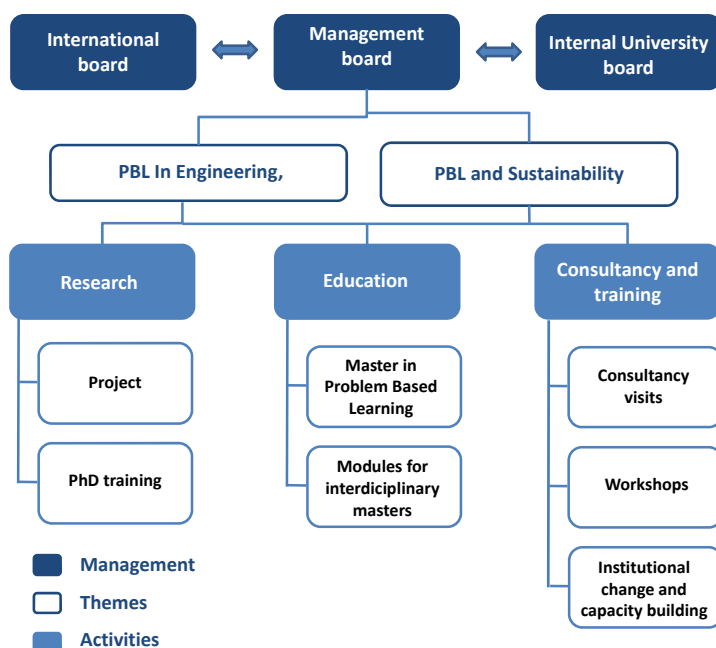 International
board
Management
board
Internal University
board
PBL In Engineering,
PBL and Sustainability
Research
Education
Consultancy and
training
Project
PhD training
Master in
Problem Based
Learning
Modules for
interdiciplinary
masters
Consultancy
visits
Workshops
Institutional
change and
capacity building
Management
Themes
Activities